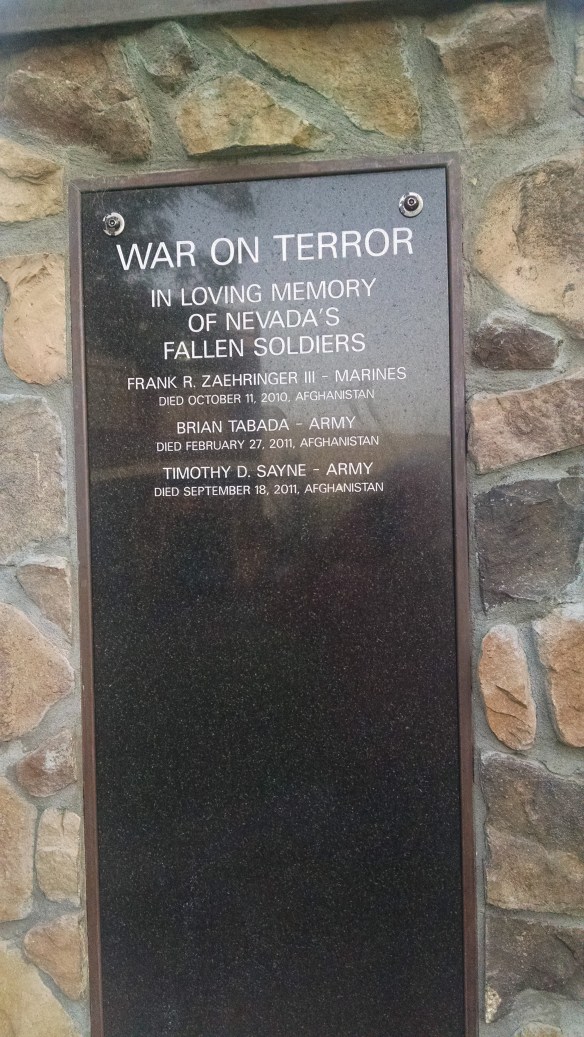 WAR ON TERROR
IN LOVING MEMORY
OF NEVADA'S
FALLEN SOLDIERS
FRANK R. ZAEHRINGER III - MARINES
DIED OCTOBER 11, 2010, AFGHANISTAN
BRIAN TABADA - ARMY
DIED FEBRUARY 27, 2011, AFGHANISTAN
TIMOTHY D. SAYNE - ARMY
DIED SEPTEMBER 18, 2011, AFGHANISTAN